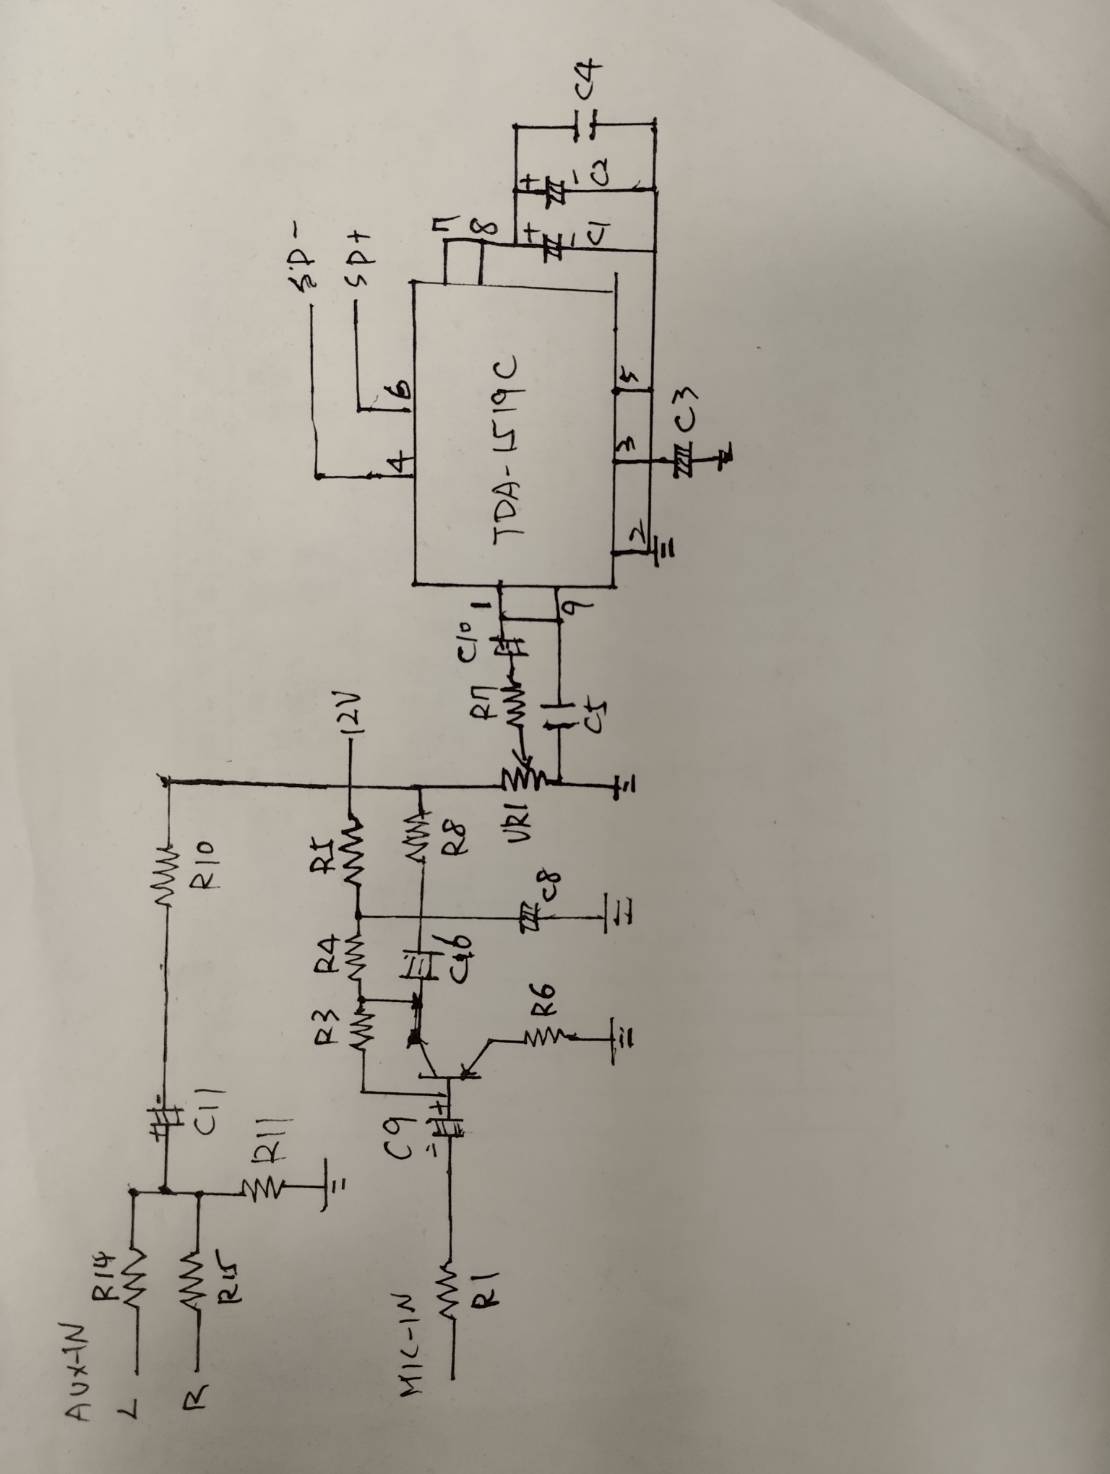 AUX-IN
L
R14
R
R15
C11
R10
R11
SP-
SP+
R3
R4
R5
12V
MIC-IN
C9
R1
R8
R6
C8
VR1
R7
C10
C5
TDA-1519C
1
9
4
6
7
8
2
3
5
C3
+
-
C1
+
-
C2
C4